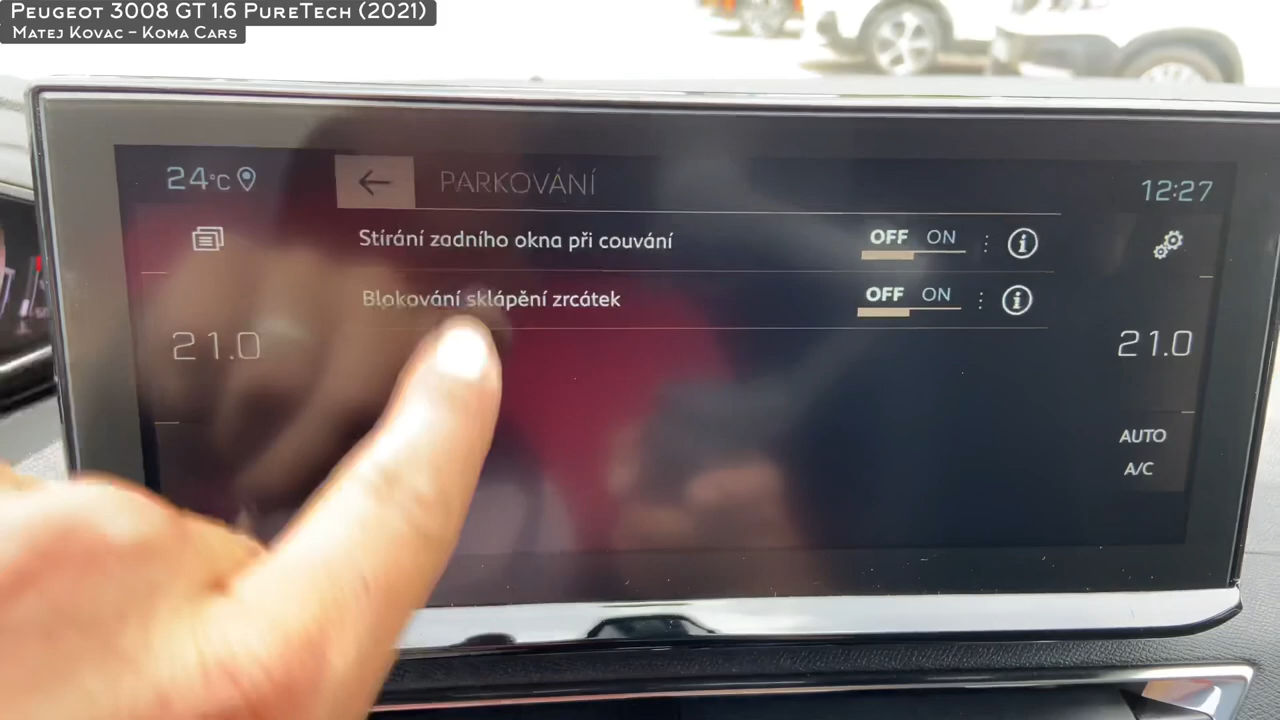 Peugeot 3008 GT 1.6 PureTech (2021)
Matej Kovac – Koma Cars
24°C
PARKOVÁNÍ
12:27
Stírání zadního okna při couvání
OFF ON
Blokování sklápění zrcátek
OFF ON
21.0
21.0
AUTO
A/C